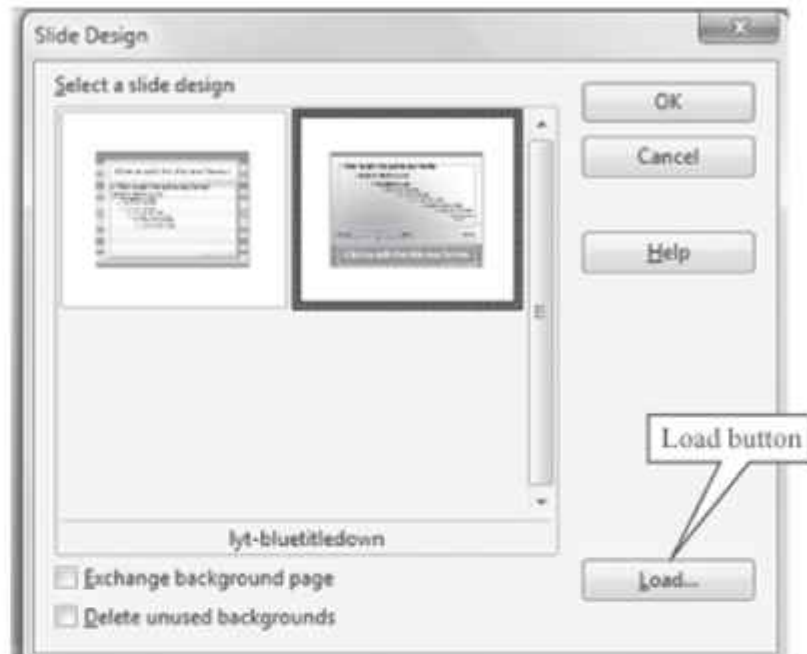 Slide Design
Select a slide design
OK
Cancel
Help
Load button
lyt-bluetitledown
Exchange background page
Delete unused backgrounds
Load...